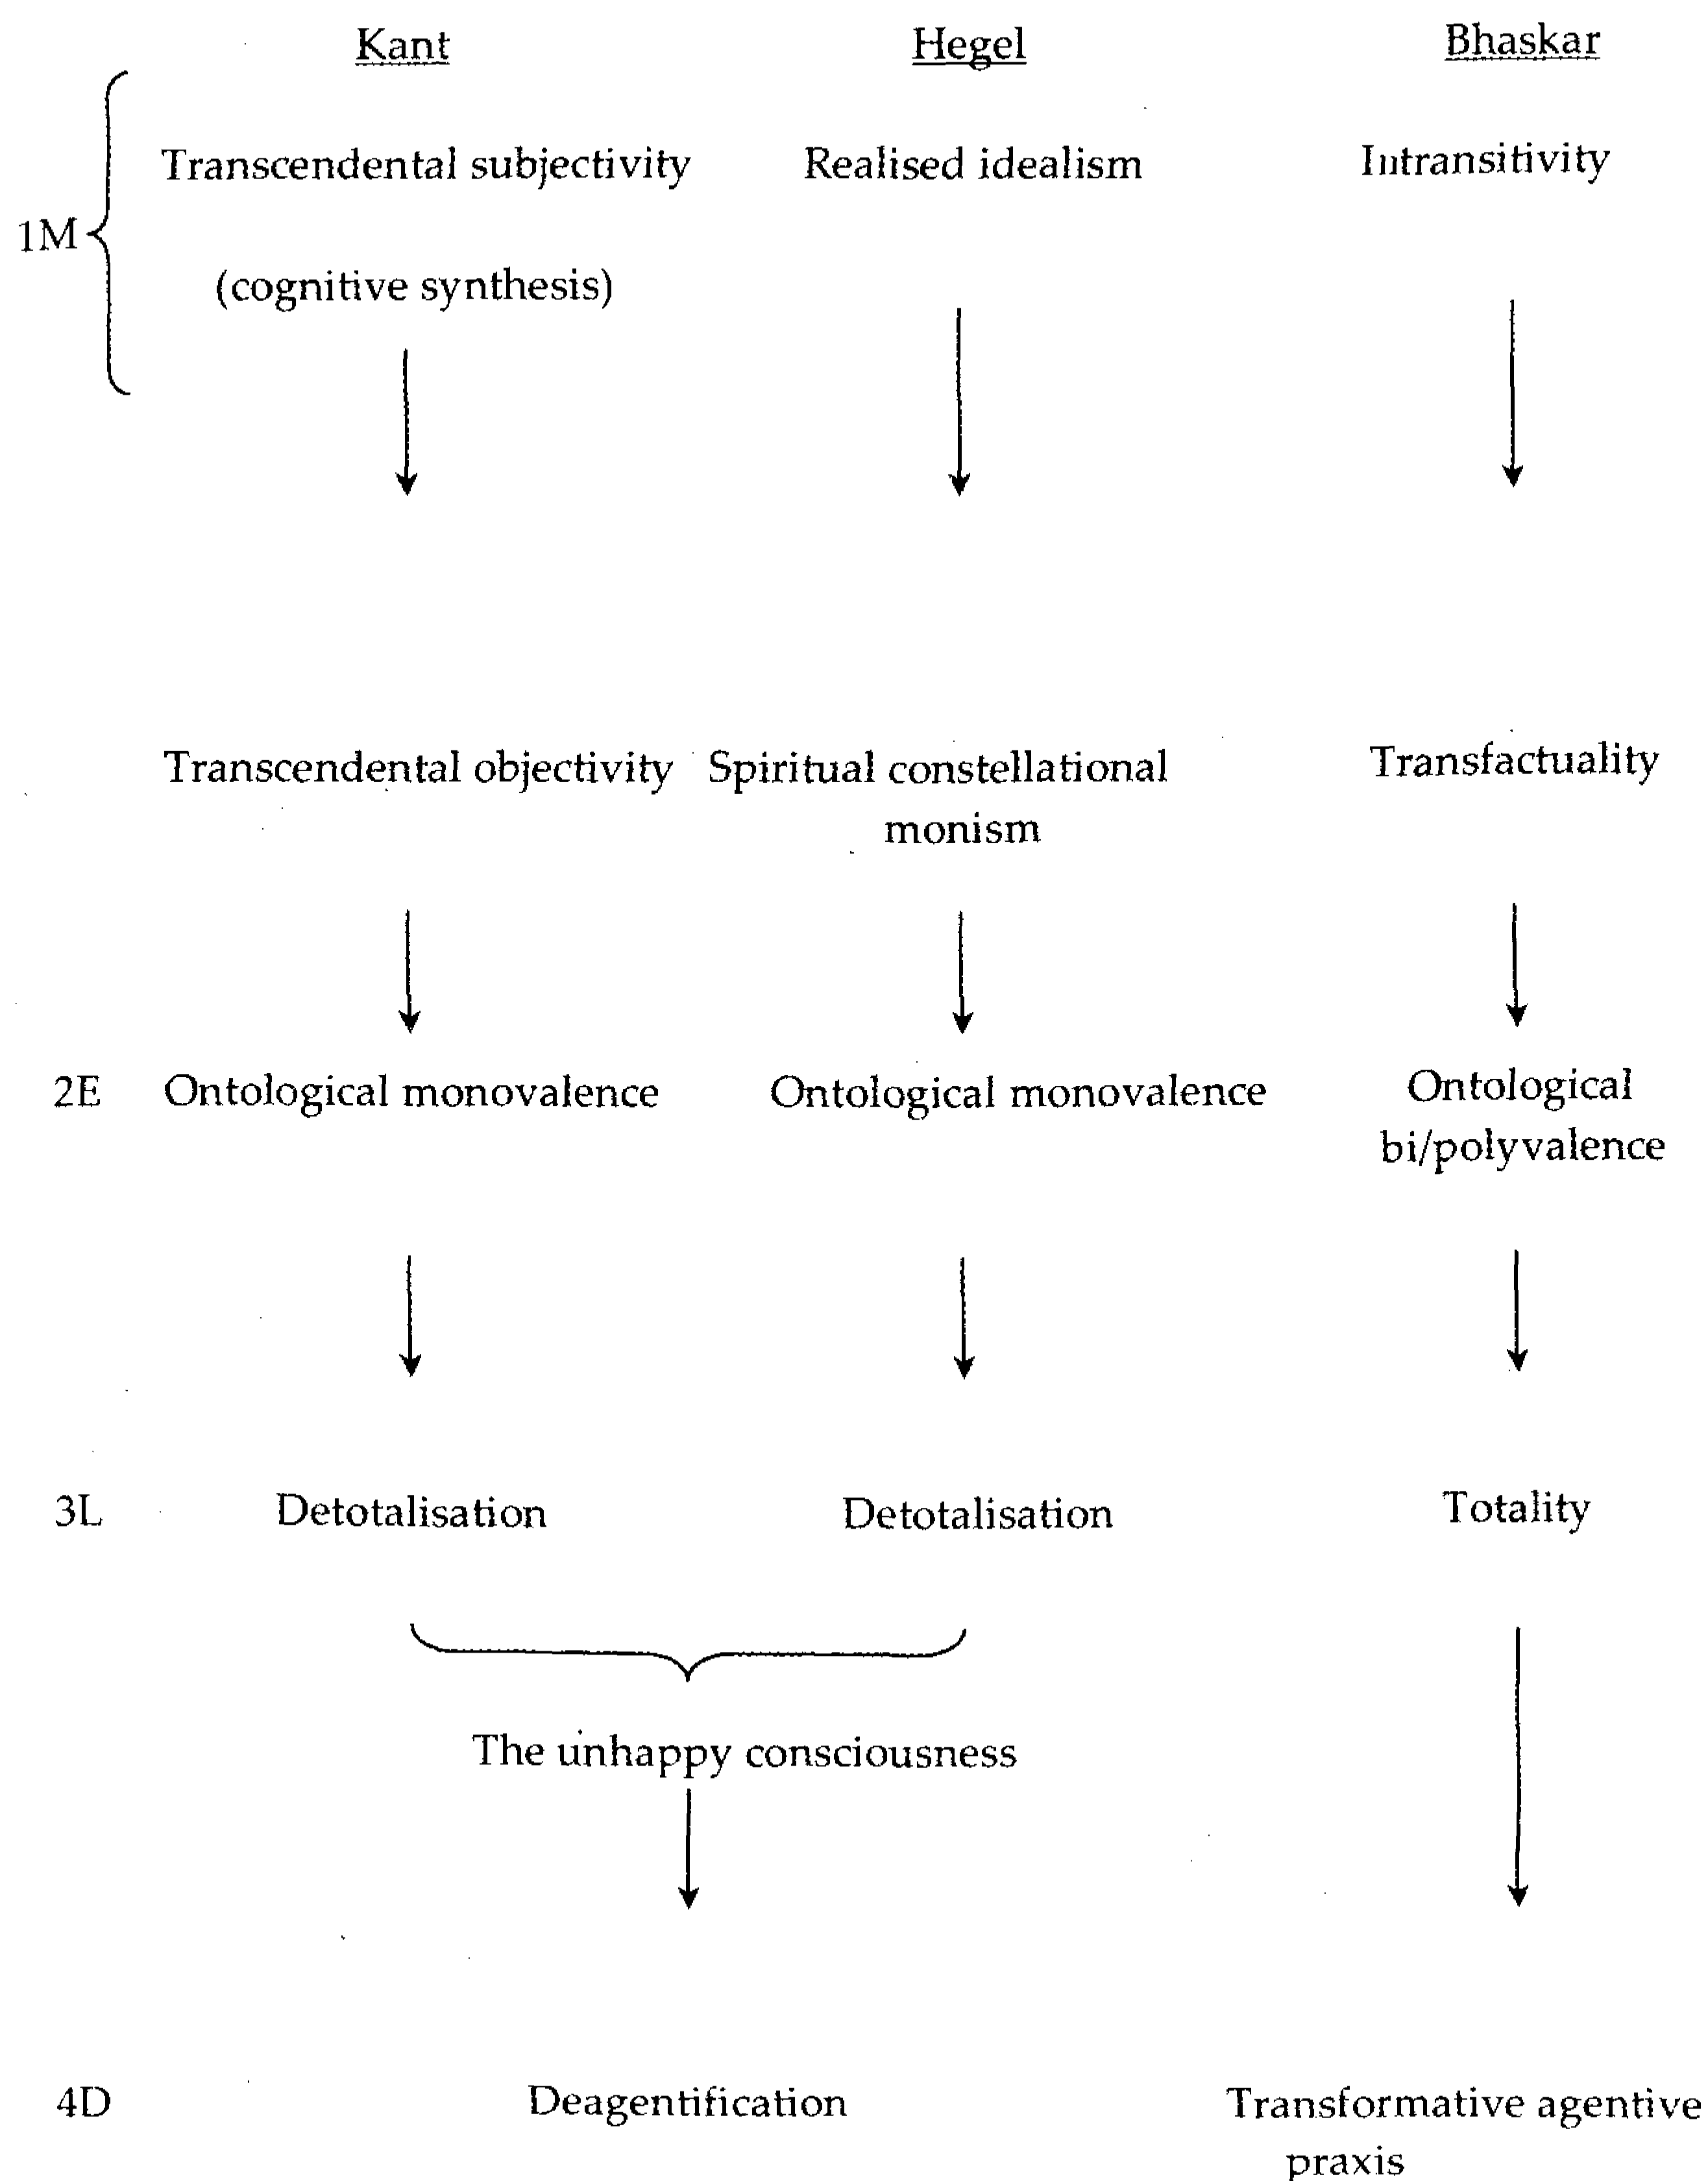 Kant Hegel Bhaskar
Transcendental subjectivity Realised idealism Intransitivity
1M
(cognitive synthesis)
Transcendental objectivity Spiritual constellational Transfactuality
monism
2E Ontological monovalence Ontological monovalence Ontological
bi/polyvalence
3L Detotalisation Detotalisation Totality
The unhappy consciousness
4D Deagentification Transformative agentive
praxis